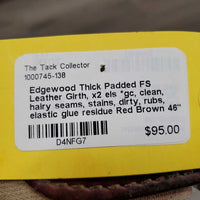 The Tack Collector
1000745-138
Edgewood Thick Padded FS
Leather Girth, x2 els *gc, clean,
hairy seams, stains, dirty, rubs,
elastic glue residue Red Brown 46"
$95.00
D4NFG7